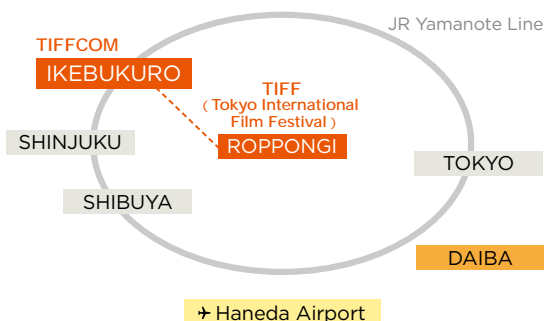 JR Yamanote Line
TIFFCOM
IKEBUKURO
TIFF
( Tokyo International
Film Festival )
ROPPONGI
SHINJUKU
TOKYO
SHIBUYA
DAIBA
Haneda Airport